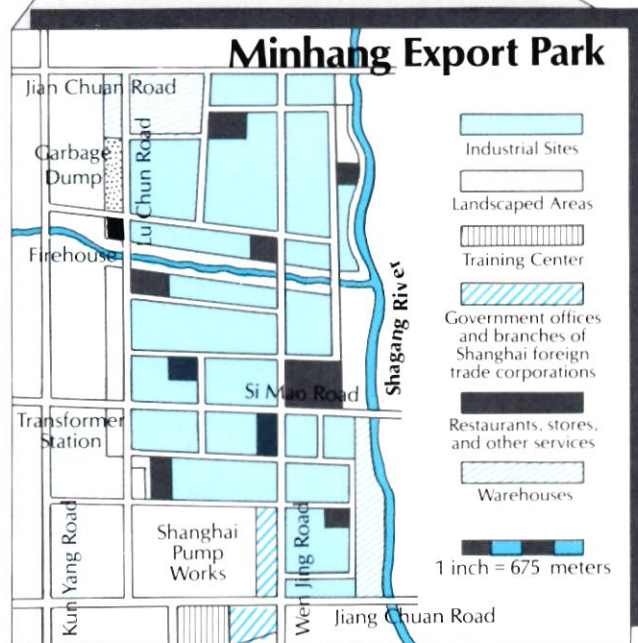 Minhang Export Park
Jian Chuan Road
Garbage
Dump
Lu Chun Road
Firehouse
Shagang River
Si Mao Road
Transformer
Station
Kun Yang Road
Shanghai
Pump
Works
Wen Jing Road
Jiang Chuan Road
Industrial Sites
Landscaped Areas
Training Center
Government offices
and branches of
Shanghai foreign
trade corporations
Restaurants, stores,
and other services
Warehouses
1 inch = 675 meters